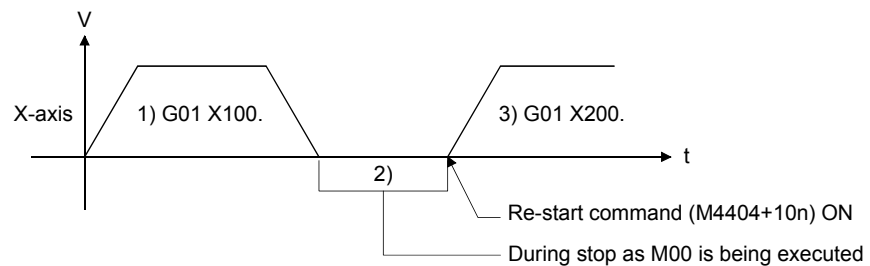 V
X-axis
1) G01 X100.
3) G01 X200.
t
2)
Re-start command (M4404+10n) ON
During stop as M00 is being executed